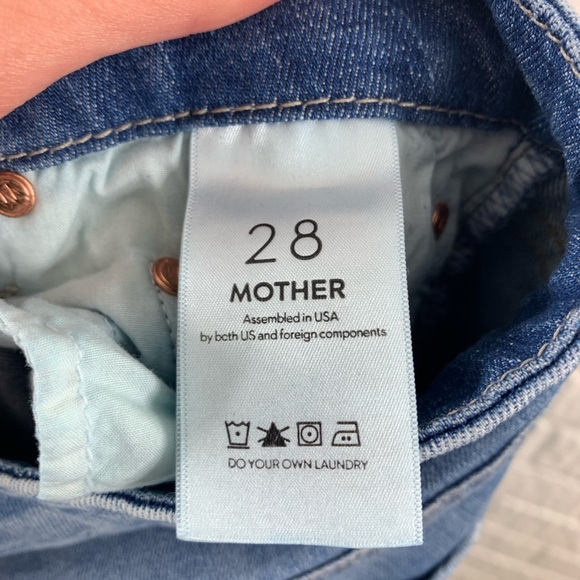 28
MOTHER
Assembled in USA
by both US and foreign components
DO YOUR OWN LAUNDRY